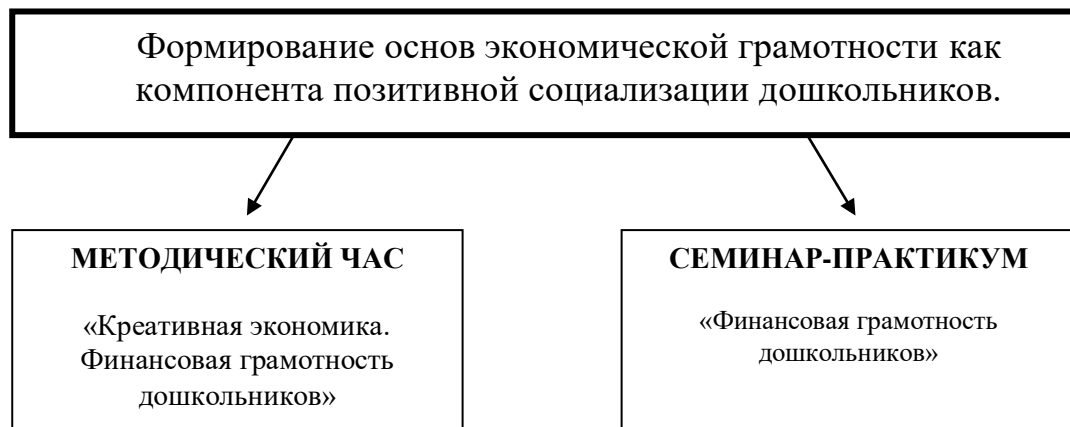 Формирование основ экономической грамотности как
компонента позитивной социализации дошкольников.
МЕТОДИЧЕСКИЙ ЧАС
«Креативная экономика.
Финансовая грамотность
дошкольников»
СЕМИНАР-ПРАКТИКУМ
«Финансовая грамотность
дошкольников»